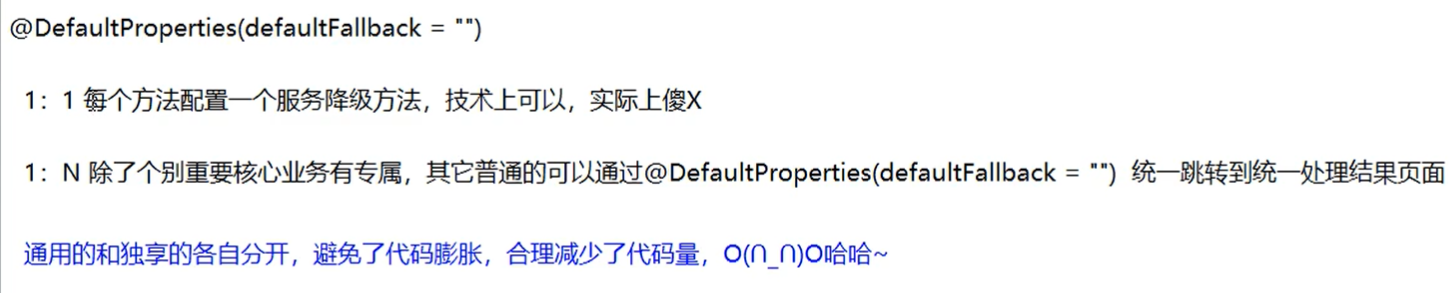 @DefaultProperties(defaultFallback = "")
1：1 每个方法配置一个服务降级方法，技术上可以，实际上傻X
1：N 除了个别重要核心业务有专属，其它普通的可以通过@DefaultProperties(defaultFallback = "") 统一跳转到统一处理结果页面
通用的和独享的各自分开，避免了代码膨胀，合理减少了代码量，O(∩_∩)O哈哈~